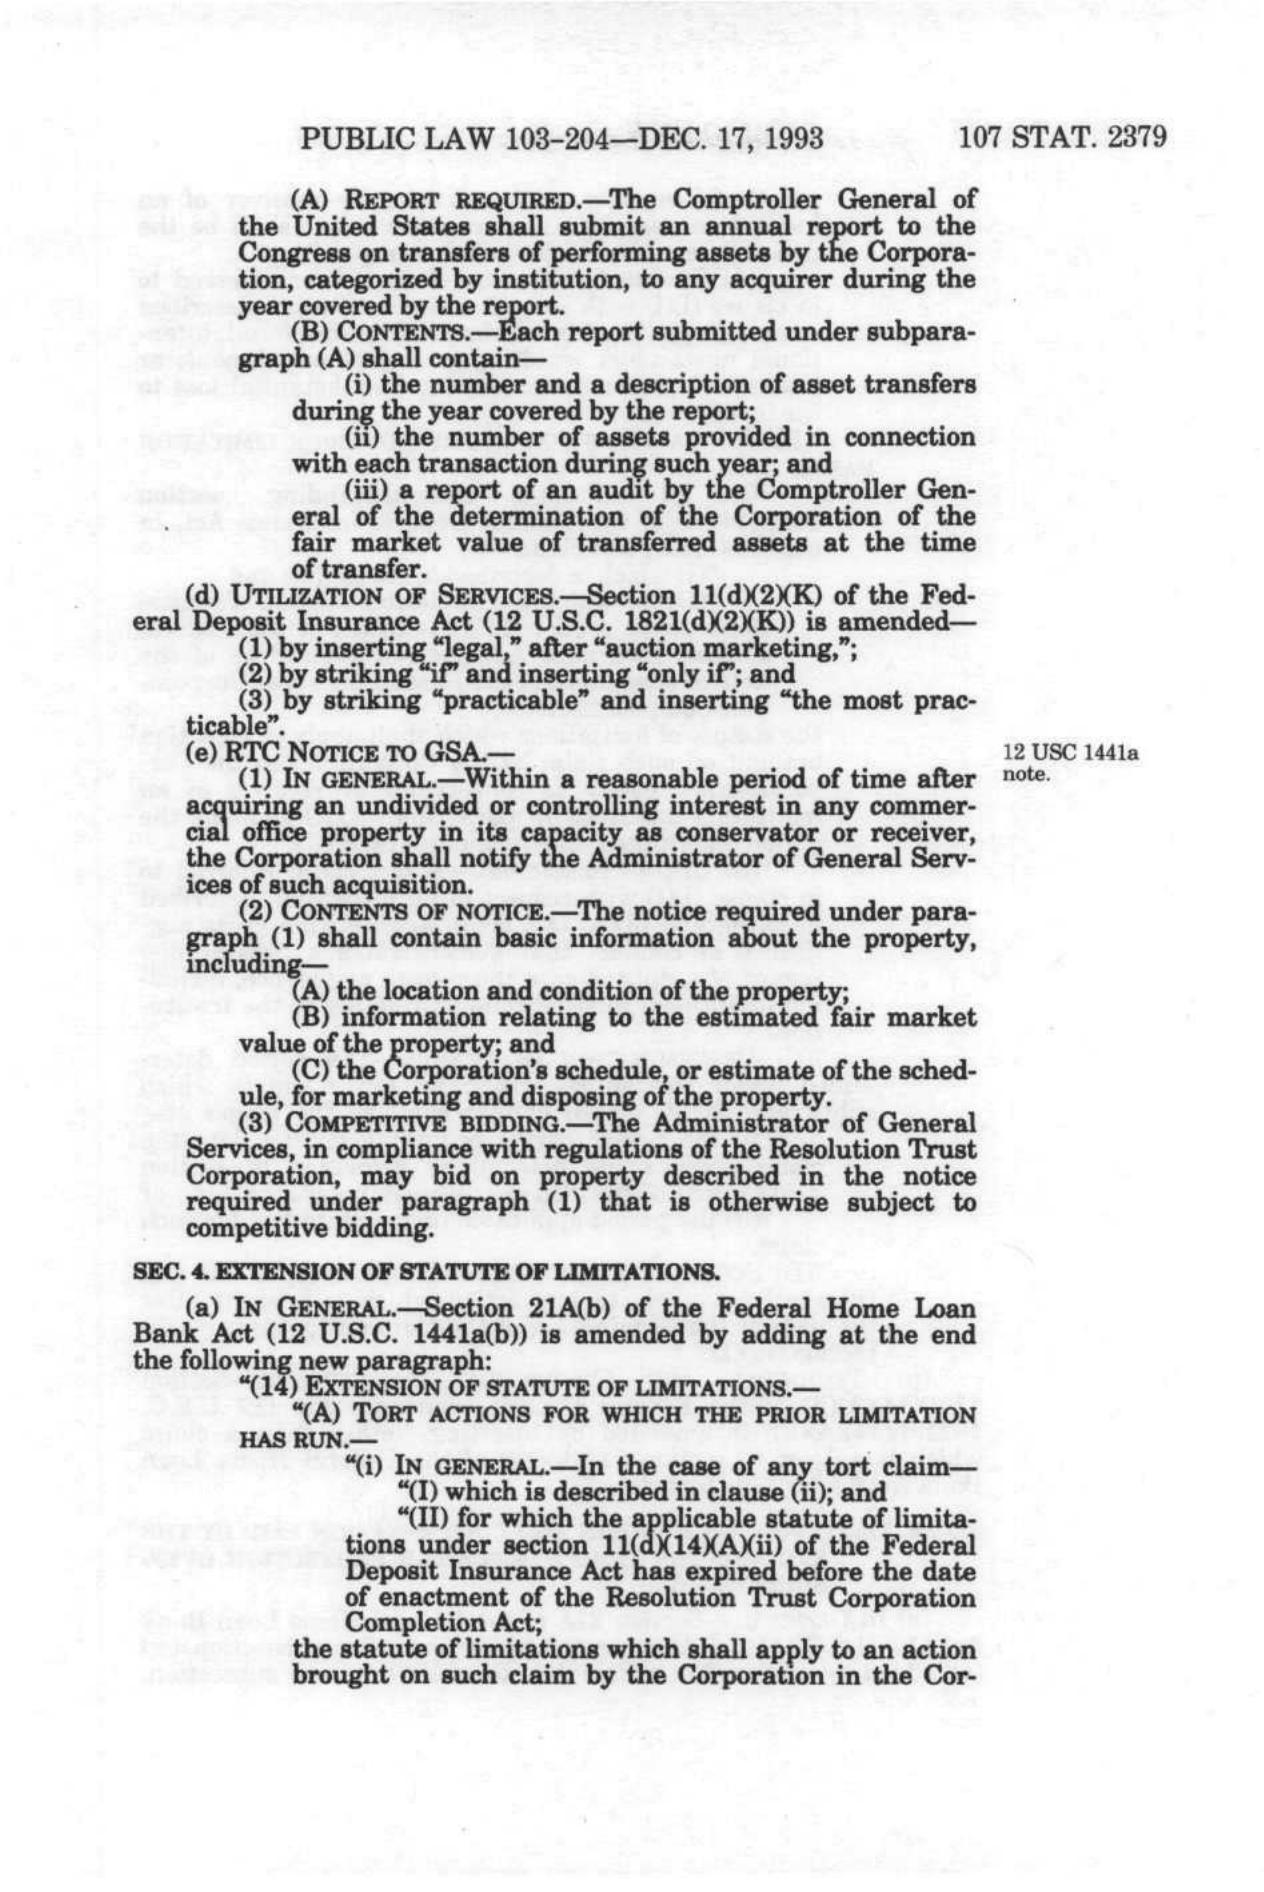 PUBLIC LAW 103–204—DEC. 17, 1993 107 STAT. 2379
(A) REPORT REQUIRED.—The Comptroller General of
the United States shall submit an annual report to the
Congress on transfers of performing assets by the Corpora-
tion, categorized by institution, to any acquirer during the
year covered by the report.
(B) CONTENTS.—Each report submitted under subpara-
graph (A) shall contain—
(i) the number and a description of asset transfers
during the year covered by the report;
(ii) the number of assets provided in connection
with each transaction during such year; and
(iii) a report of an audit by the Comptroller Gen-
eral of the determination of the Corporation of the
fair market value of transferred assets at the time
of transfer.
(d) UTILIZATION OF SERVICES.—Section 11(d)(2)(K) of the Fed-
eral Deposit Insurance Act (12 U.S.C. 1821(d)(2)(K)) is amended—
(1) by inserting “legal,” after “auction marketing,”;
(2) by striking “if” and inserting “only if”; and
(3) by striking “practicable” and inserting “the most prac-
ticable”.
(e) RTC NOTICE TO GSA.—
12 USC 1441a
note.
(1) IN GENERAL.—Within a reasonable period of time after
acquiring an undivided or controlling interest in any commer-
cial office property in its capacity as conservator or receiver,
the Corporation shall notify the Administrator of General Serv-
ices of such acquisition.
(2) CONTENTS OF NOTICE.—The notice required under para-
graph (1) shall contain basic information about the property,
including—
(A) the location and condition of the property;
(B) information relating to the estimated fair market
value of the property; and
(C) the Corporation's schedule, or estimate of the sched-
ule, for marketing and disposing of the property.
(3) COMPETITIVE BIDDING.—The Administrator of General
Services, in compliance with regulations of the Resolution Trust
Corporation, may bid on property described in the notice
required under paragraph (1) that is otherwise subject to
competitive bidding.
SEC. 4. EXTENSION OF STATUTE OF LIMITATIONS.
(a) IN GENERAL.—Section 21A(b) of the Federal Home Loan
Bank Act (12 U.S.C. 1441a(b)) is amended by adding at the end
the following new paragraph:
“(14) EXTENSION OF STATUTE OF LIMITATIONS.—
“(A) TORT ACTIONS FOR WHICH THE PRIOR LIMITATION
HAS RUN.—
“(i) IN GENERAL.—In the case of any tort claim—
“(I) which is described in clause (ii); and
“(II) for which the applicable statute of limita-
tions under section 11(d)(14)(A)(ii) of the Federal
Deposit Insurance Act has expired before the date
of enactment of the Resolution Trust Corporation
Completion Act;
the statute of limitations which shall apply to an action
brought on such claim by the Corporation in the Cor-